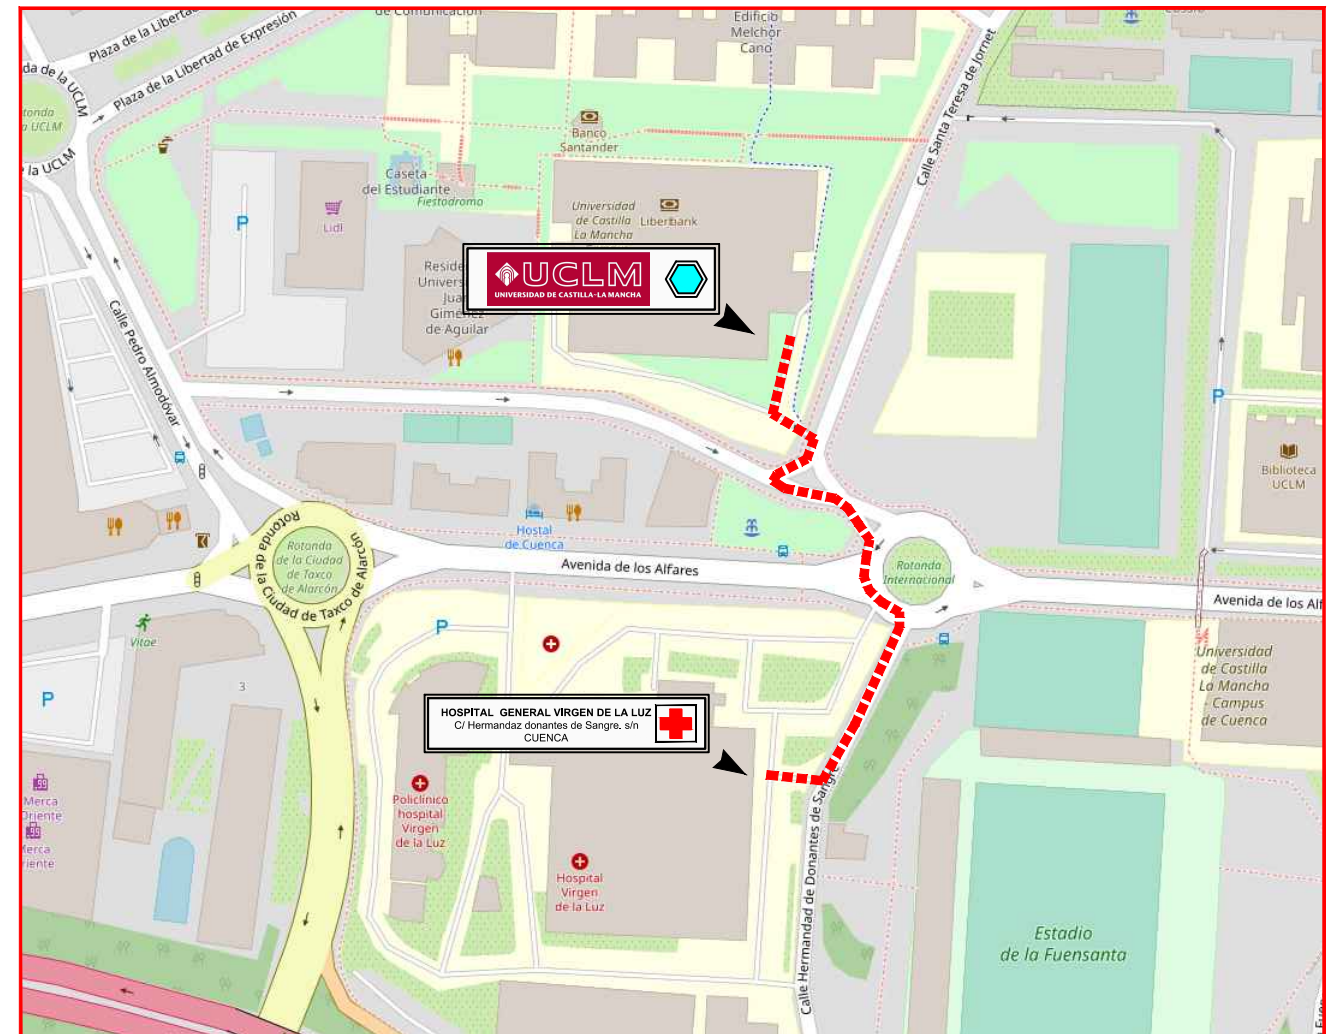 de Comunicación
Plaza de la Libertad
Plaza de la Libertad de Expresión
Edificio
Melchor
Cano
Calle Santa Teresa de Jornet
da de la UCLM
Rotonda
a UCLM
la UCLM
Banco
Santander
Caseta
del Estudiante
Fiestodromo
P
Lidl
Universidad
de Castilla
La Mancha
Liberbank
UCLM
UNIVERSIDAD DE CASTILLA-LA MANCHA
Reside
Univers
Jua
Gimé
de Aguilar
Calle Pedro Almodóvar
P
Biblioteca
UCLM
Hostal
de Cuenca
Rotonda de la Ciudad de Taxco de Alarcón
Rotonda
de la Ciudad
de Taxco
de Alarcón
Avenida de los Alfares
Rotonda
Internacional
Avenida de los Alf
Vitae
P
3
P
Universidad
de Castilla
La Mancha
- Campus
de Cuenca
HOSPITAL GENERAL VIRGEN DE LA LUZ
C/ Hermandaz donantes de Sangre. s/n
CUENCA
Merca
Oriente
Merca
riente
Policlínico
hospital
Virgen
de la Luz
Hospital
Virgen
de la Luz
Calle Hermandad de Donantes de Sangre
Estadio
de la Fuensanta